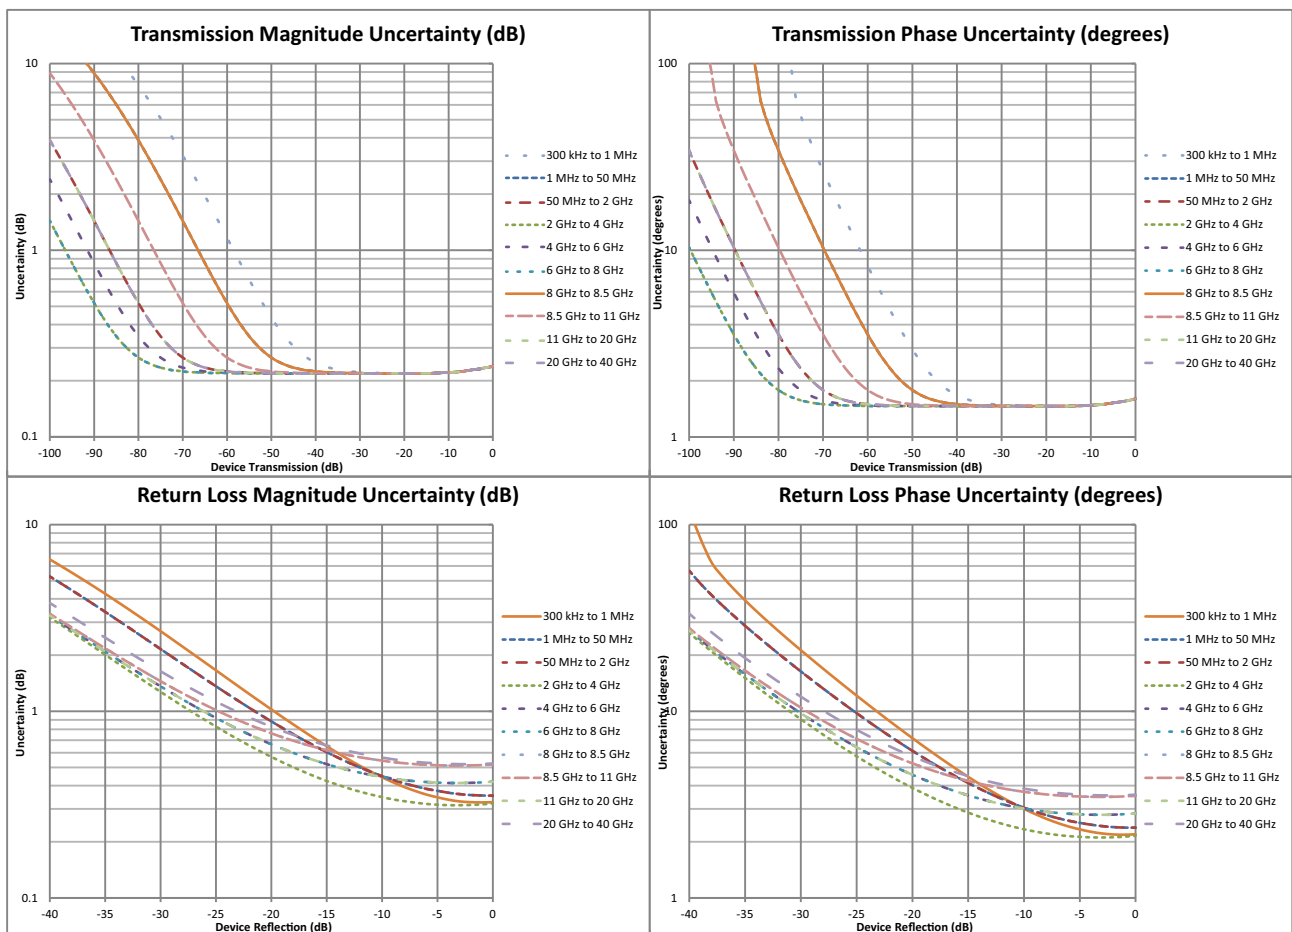 Transmission Magnitude Uncertainty (dB)
10
1
0.1
Uncertainty (dB)
-100 -90 -80 -70 -60 -50 -40 -30 -20 -10 0
Device Transmission (dB)
300 kHz to 1 MHz
1 MHz to 50 MHz
50 MHz to 2 GHz
2 GHz to 4 GHz
4 GHz to 6 GHz
6 GHz to 8 GHz
8 GHz to 8.5 GHz
8.5 GHz to 11 GHz
11 GHz to 20 GHz
20 GHz to 40 GHz
Transmission Phase Uncertainty (degrees)
100
10
1
Uncertainty (degrees)
-100 -90 -80 -70 -60 -50 -40 -30 -20 -10 0
Device Transmission (dB)
300 kHz to 1 MHz
1 MHz to 50 MHz
50 MHz to 2 GHz
2 GHz to 4 GHz
4 GHz to 6 GHz
6 GHz to 8 GHz
8 GHz to 8.5 GHz
8.5 GHz to 11 GHz
11 GHz to 20 GHz
20 GHz to 40 GHz
Return Loss Magnitude Uncertainty (dB)
10
1
0.1
Uncertainty (dB)
-40 -35 -30 -25 -20 -15 -10 -5 0
Device Reflection (dB)
300 kHz to 1 MHz
1 MHz to 50 MHz
50 MHz to 2 GHz
2 GHz to 4 GHz
4 GHz to 6 GHz
6 GHz to 8 GHz
8 GHz to 8.5 GHz
8.5 GHz to 11 GHz
11 GHz to 20 GHz
20 GHz to 40 GHz
Return Loss Phase Uncertainty (degrees)
100
10
1
Uncertainty (degrees)
-40 -35 -30 -25 -20 -15 -10 -5 0
Device Reflection (dB)
300 kHz to 1 MHz
1 MHz to 50 MHz
50 MHz to 2 GHz
2 GHz to 4 GHz
4 GHz to 6 GHz
6 GHz to 8 GHz
8 GHz to 8.5 GHz
8.5 GHz to 11 GHz
11 GHz to 20 GHz
20 GHz to 40 GHz